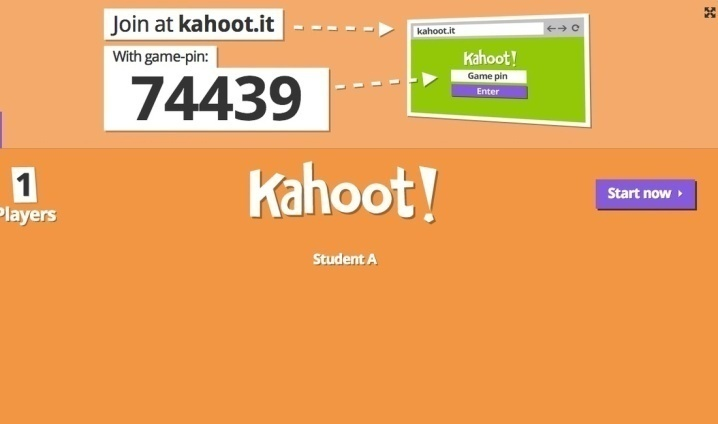 Join at kahoot.it
With game-pin:
74439
kahoot.it
Kahoot!
Game pin
Enter
1
Players
Kahoot!
Start now
Student A